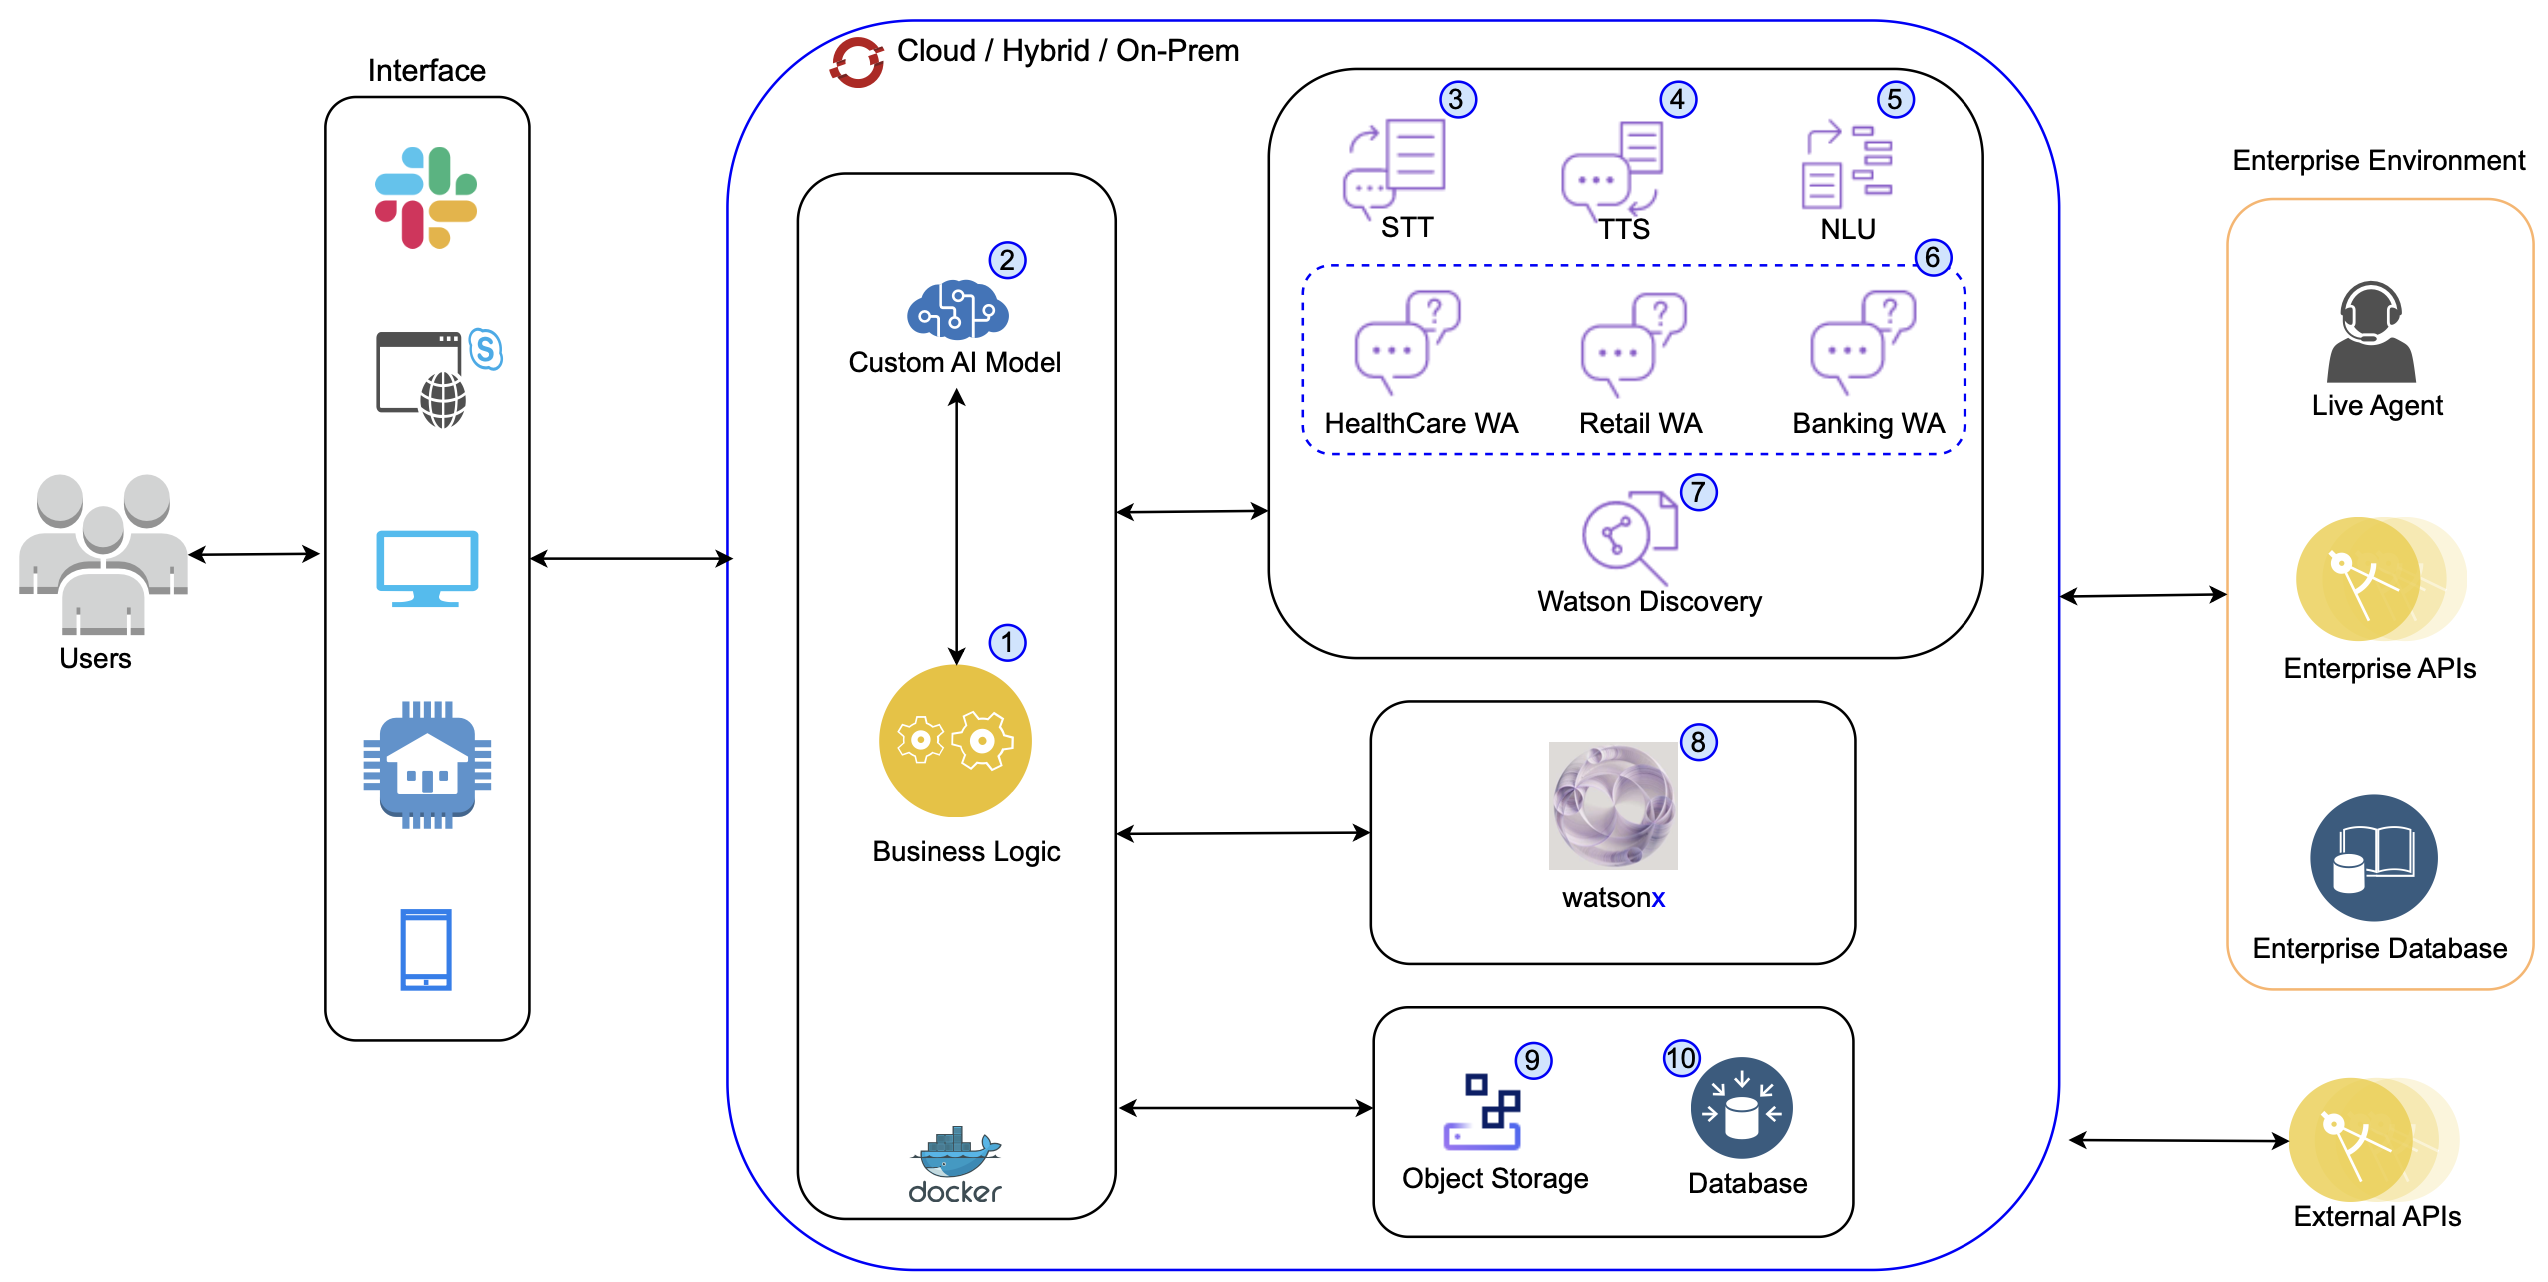 Interface
S
Users
Cloud / Hybrid / On-Prem
2
Custom AI Model
1
Business Logic
docker
3
STT
4
TTS
5
NLU
6
?
HealthCare WA
?
Retail WA
?
Banking WA
7
Watson Discovery
8
watsonx
9
Object Storage
10
Database
Enterprise Environment
Live Agent
Enterprise APIs
Enterprise Database
External APIs